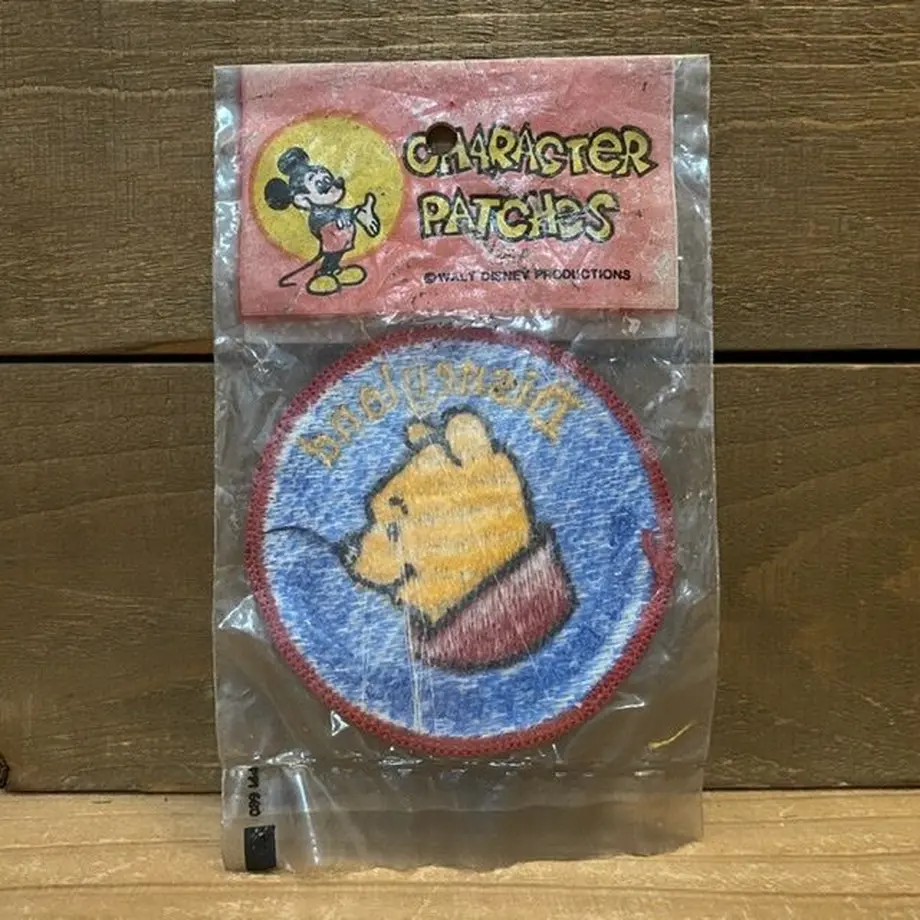 CHARACTER
PATCHES
© WALT DISNEY PRODUCTIONS
Disneyland